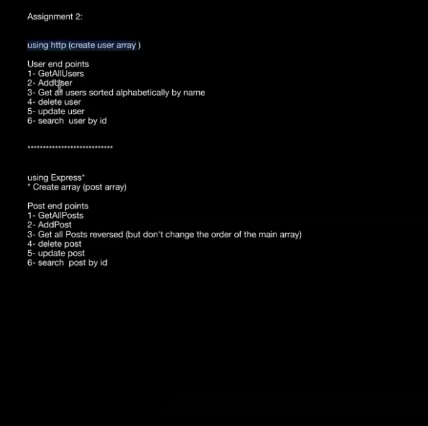 Assignment 2:
using http (create user array )
User end points
1- GetAllUsers
2- AddUser
3- Get all users sorted alphabetically by name
4- delete user
5- update user
6- search  user by id
****************************
using Express*
* Create array (post array)
Post end points
1- GetAllPosts
2- AddPost
3- Get all Posts reversed (but don't change the order of the main array)
4- delete post
5- update post
6- search  post by id